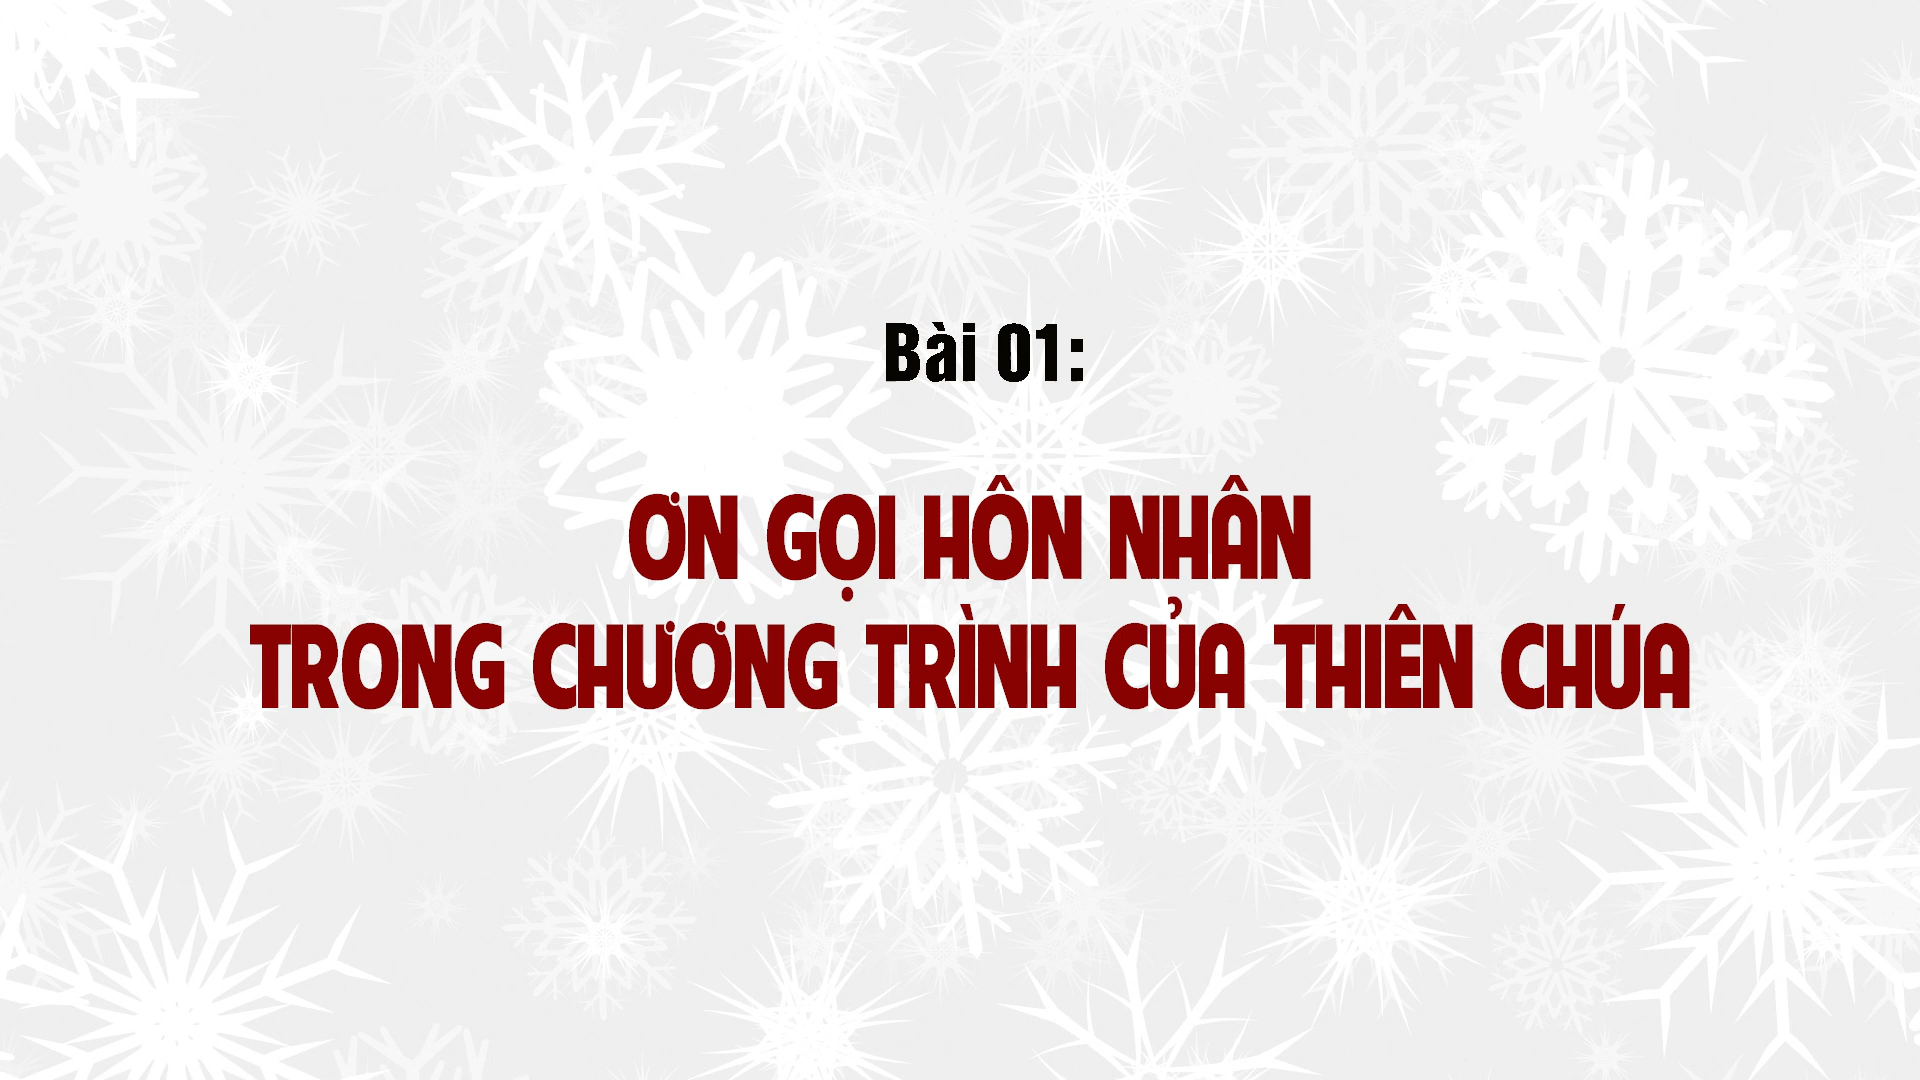 Bài 01:
ƠN GỌI HÔN NHÂN
TRONG CHƯƠNG TRÌNH CỦA THIÊN CHÚA